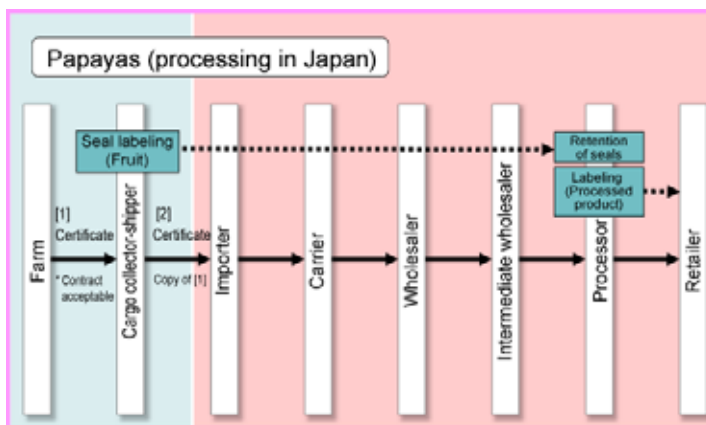 Papayas (processing in Japan)
Seal labeling
(Fruit)
Retention
of seals
Labeling
(Processed
product)
[1]
Certificate
* Contract
acceptable
[2]
Certificate
Copy of [1]
Farm
Cargo collector-shipper
Importer
Carrier
Wholesaler
Intermediate wholesaler
Processor
Retailer